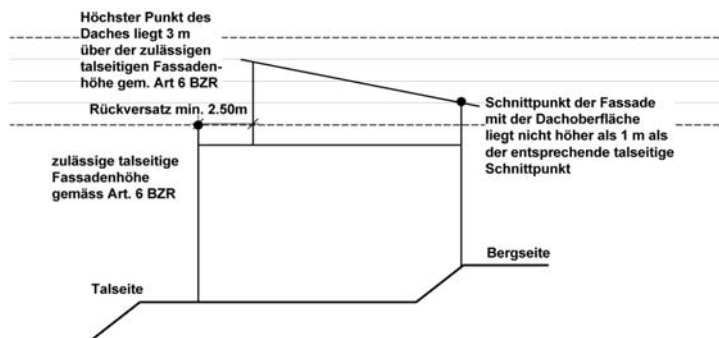 Höchster Punkt des
Daches liegt 3 m
über der zulässigen
talseitigen Fassaden-
höhe gem. Art 6 BZR
Rückversatz min. 2.50m
Schnittpunkt der Fassade
mit der Dachoberfläche
liegt nicht höher als 1 m als
der entsprechende talseitige
Schnittpunkt
zulässige talseitige
Fassadenhöhe
gemäss Art. 6 BZR
Bergseite
Talseite